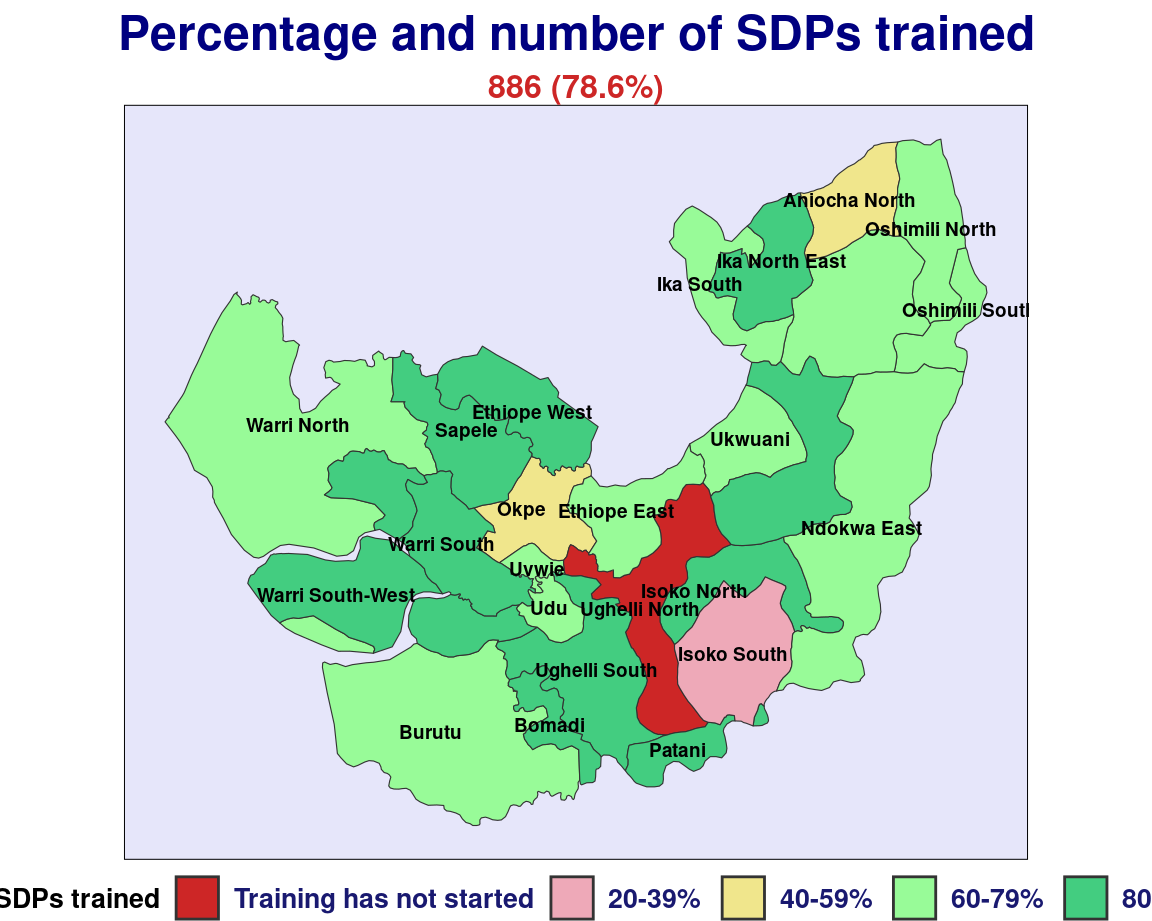 Percentage and number of SDPs trained
886 (78.6%)
Aniocha North
Oshimili North
Ika North East
Ika South
Oshimili South
Ethiope West
Warri North
Sapele
Ukwuani
Okpe
Ethiope East
Ndokwa East
Warri South
Uvwie
Isoko North
Warri South-West
Udu
Ughelli North
Isoko South
Ughelli South
Bomadi
Burutu
Patani
SDPs trained Training has not started 20-39% 40-59% 60-79% 80